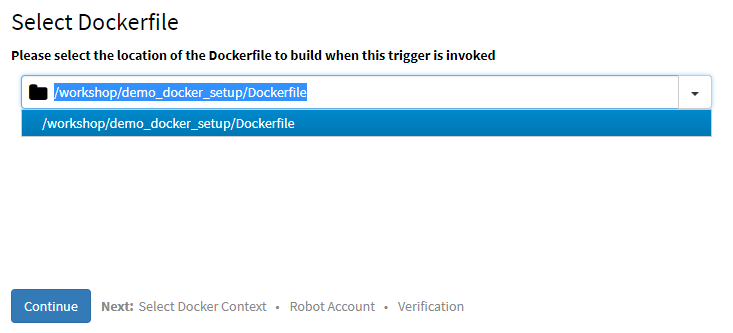 Select Dockerfile
Please select the location of the Dockerfile to build when this trigger is invoked
/workshop/demo_docker_setup/Dockerfile
/workshop/demo_docker_setup/Dockerfile
Continue Next: Select Docker Context • Robot Account • Verification